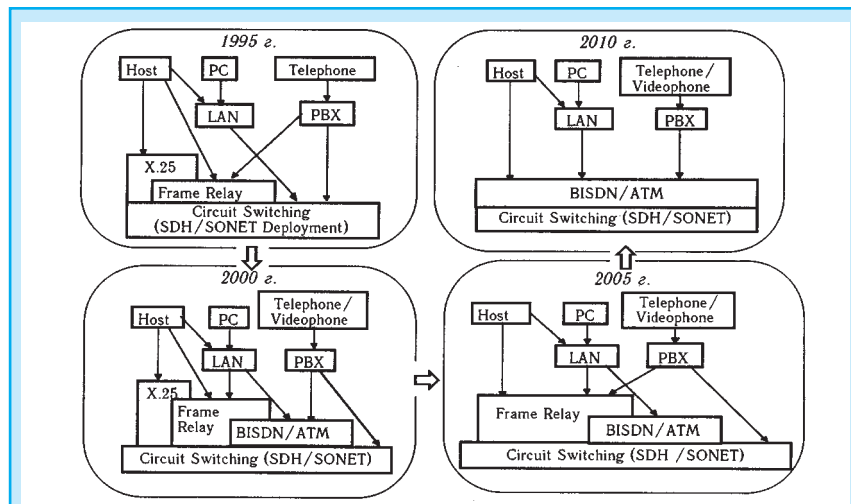 1995 г.
Host
PC
Telephone
LAN
PBX
X.25
Frame Relay
Circuit Switching
(SDH/SONET Deployment)
2010 г.
Host
PC
Telephone/
Videophone
LAN
PBX
BISDN/ATM
Circuit Switching (SDH/SONET)
2000 г.
Host
PC
Telephone/
Videophone
LAN
PBX
X.25
Frame
Relay
BISDN/ATM
Circuit Switching (SDH/SONET)
2005 г.
Host
PC
Telephone/
Videophone
LAN
PBX
Frame Relay
BISDN/ATM
Circuit Switching (SDH /SONET)